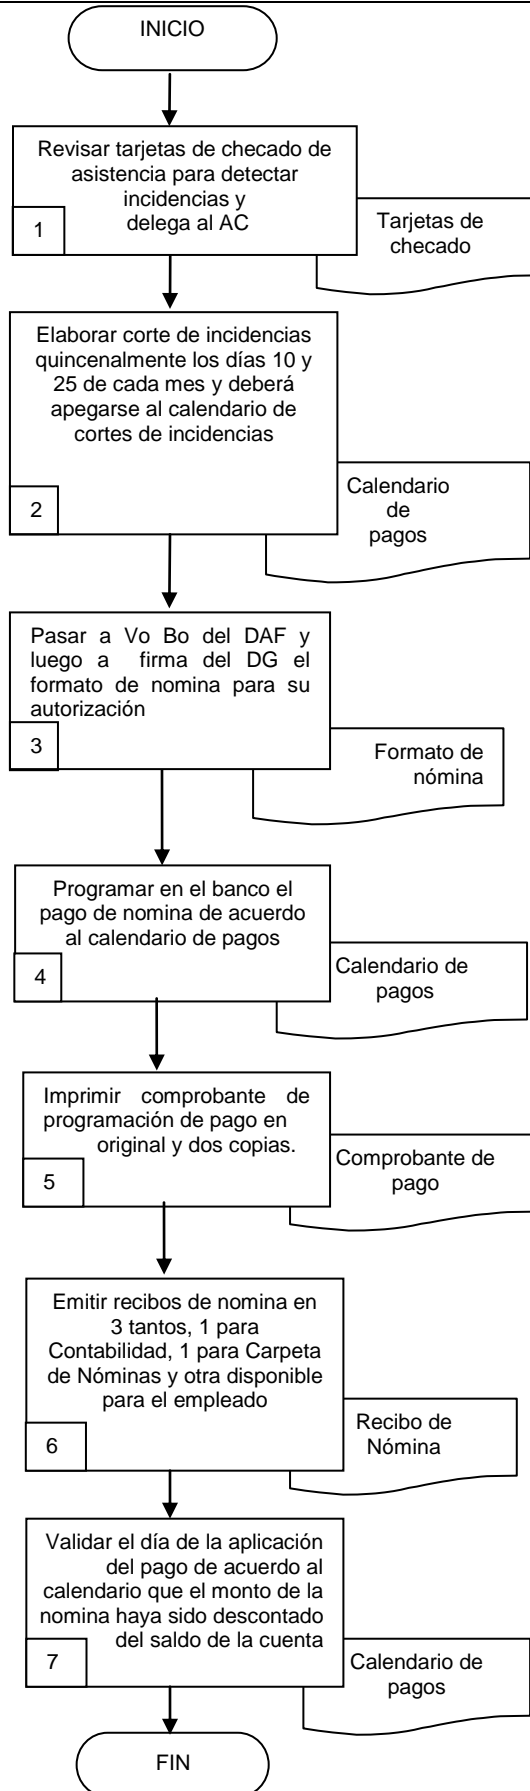 INICIO
Revisar tarjetas de checado de
asistencia para detectar
incidencias y
delega al AC
1
Tarjetas de
checado
Elaborar corte de incidencias
quincenalmente los días 10 y
25 de cada mes y deberá
apegarse al calendario de
cortes de incidencias
2
Calendario
de
pagos
Pasar a Vo Bo del DAF y
luego a firma del DG el
formato de nomina para su
autorización
3
Formato de
nómina
Programar en el banco el
pago de nomina de acuerdo
al calendario de pagos
4
Calendario de
pagos
Imprimir comprobante de
programación de pago en
original y dos copias.
5
Comprobante de
pago
Emitir recibos de nomina en
3 tantos, 1 para
Contabilidad, 1 para Carpeta
de Nóminas y otra disponible
para el empleado
6
Recibo de
Nómina
Validar el día de la aplicación
del pago de acuerdo al
calendario que el monto de la
nomina haya sido descontado
del saldo de la cuenta
7
Calendario de
pagos
FIN